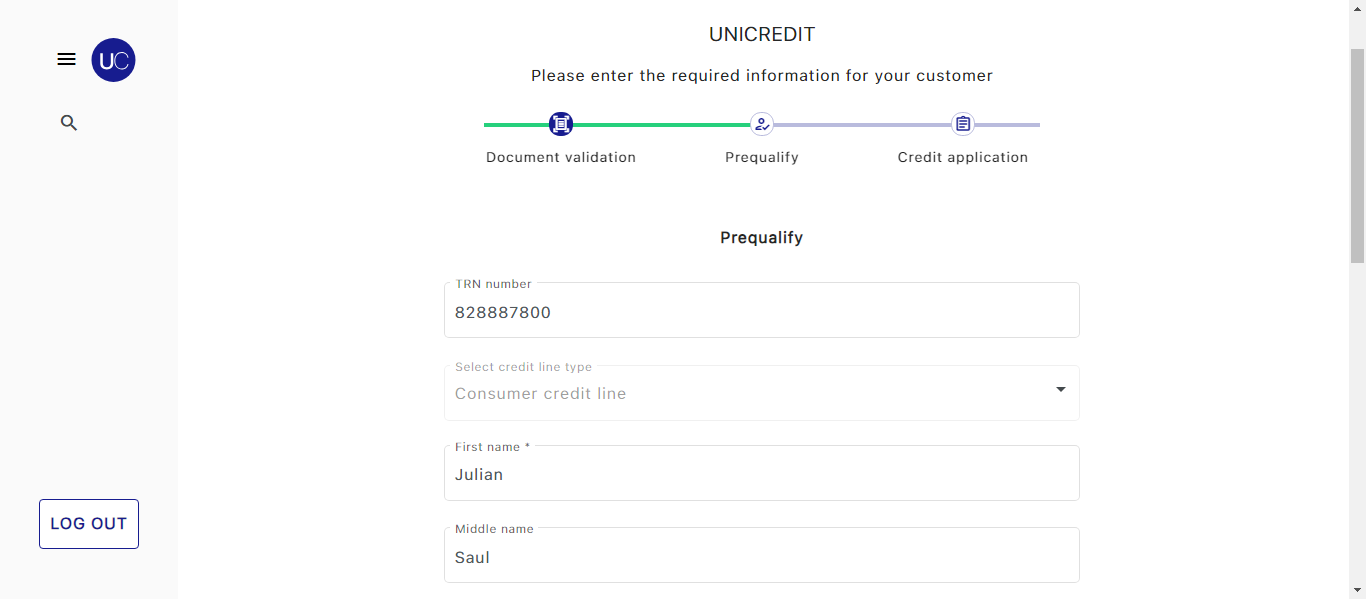 UNICREDIT
UC
Please enter the required information for your customer
Document validation
Prequalify
Credit application
Prequalify
TRN number
828887800
Select credit line type
Consumer credit line
First name *
Julian
Middle name
Saul
LOG OUT